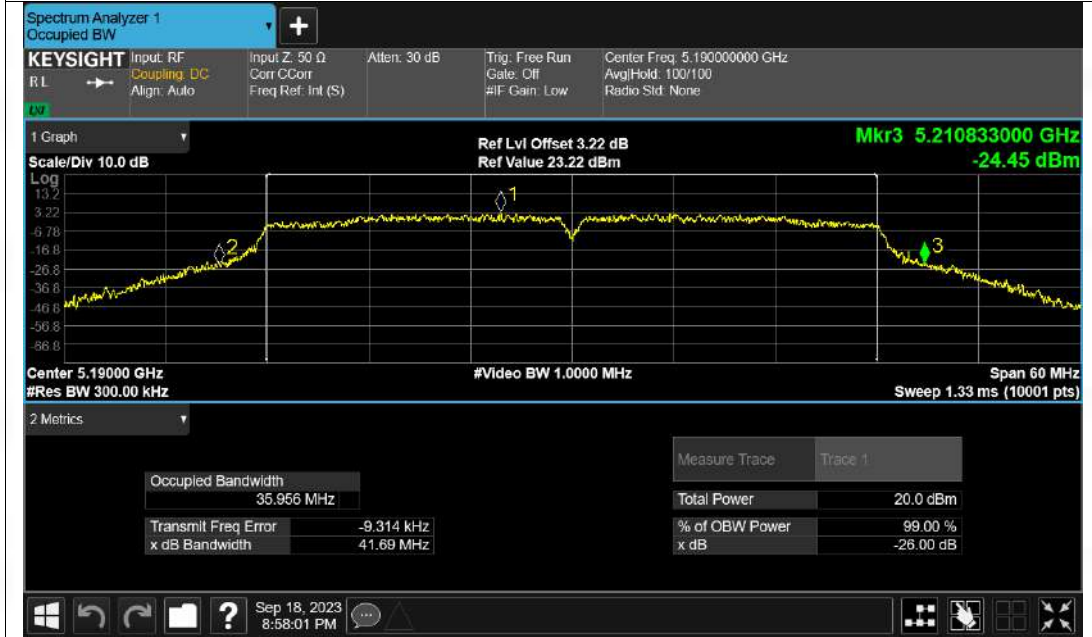 Spectrum Analyzer 1
Occupied BW
+
KEYSIGHT
R L
LXI
Input: RF
Coupling: DC
Align: Auto
Input Z: 50 Ω
Corr CCorr
Freq Ref: Int (S)
Atten: 30 dB
Trig: Free Run
Gate: Off
#IF Gain: Low
Center Freq: 5.190000000 GHz
Avg|Hold: 100/100
Radio Std: None
1 Graph
Scale/Div 10.0 dB
Ref Lvl Offset 3.22 dB
Ref Value 23.22 dBm
Mkr3 5.210833000 GHz
-24.45 dBm
Log
13.2
3.22
-6.78
-16.8
-26.8
-36.8
-46.8
-56.8
-66.8
1
2
3
Center 5.19000 GHz
#Res BW 300.00 kHz
#Video BW 1.0000 MHz
Span 60 MHz
Sweep 1.33 ms (10001 pts)
2 Metrics
Measure Trace Trace 1
Occupied Bandwidth
35.956 MHz
Total Power 20.0 dBm
Transmit Freq Error -9.314 kHz
% of OBW Power 99.00 %
x dB Bandwidth 41.69 MHz
x dB -26.00 dB
?
Sep 18, 2023
8:58:01 PM